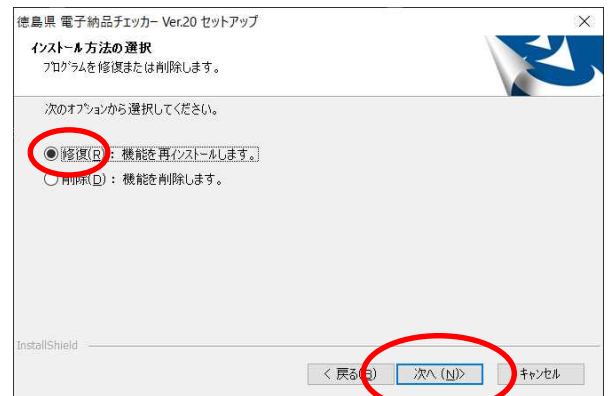 徳島県 電子納品チェッカー Ver.20 セットアップ
インストール方法の選択
プログラムを修復または削除します。
次のオプションから選択してください。
修復(R)： 機能を再インストールします。
削除(D)： 機能を削除します。
InstallShield
< 戻る(B) 次へ (N)> キャンセル